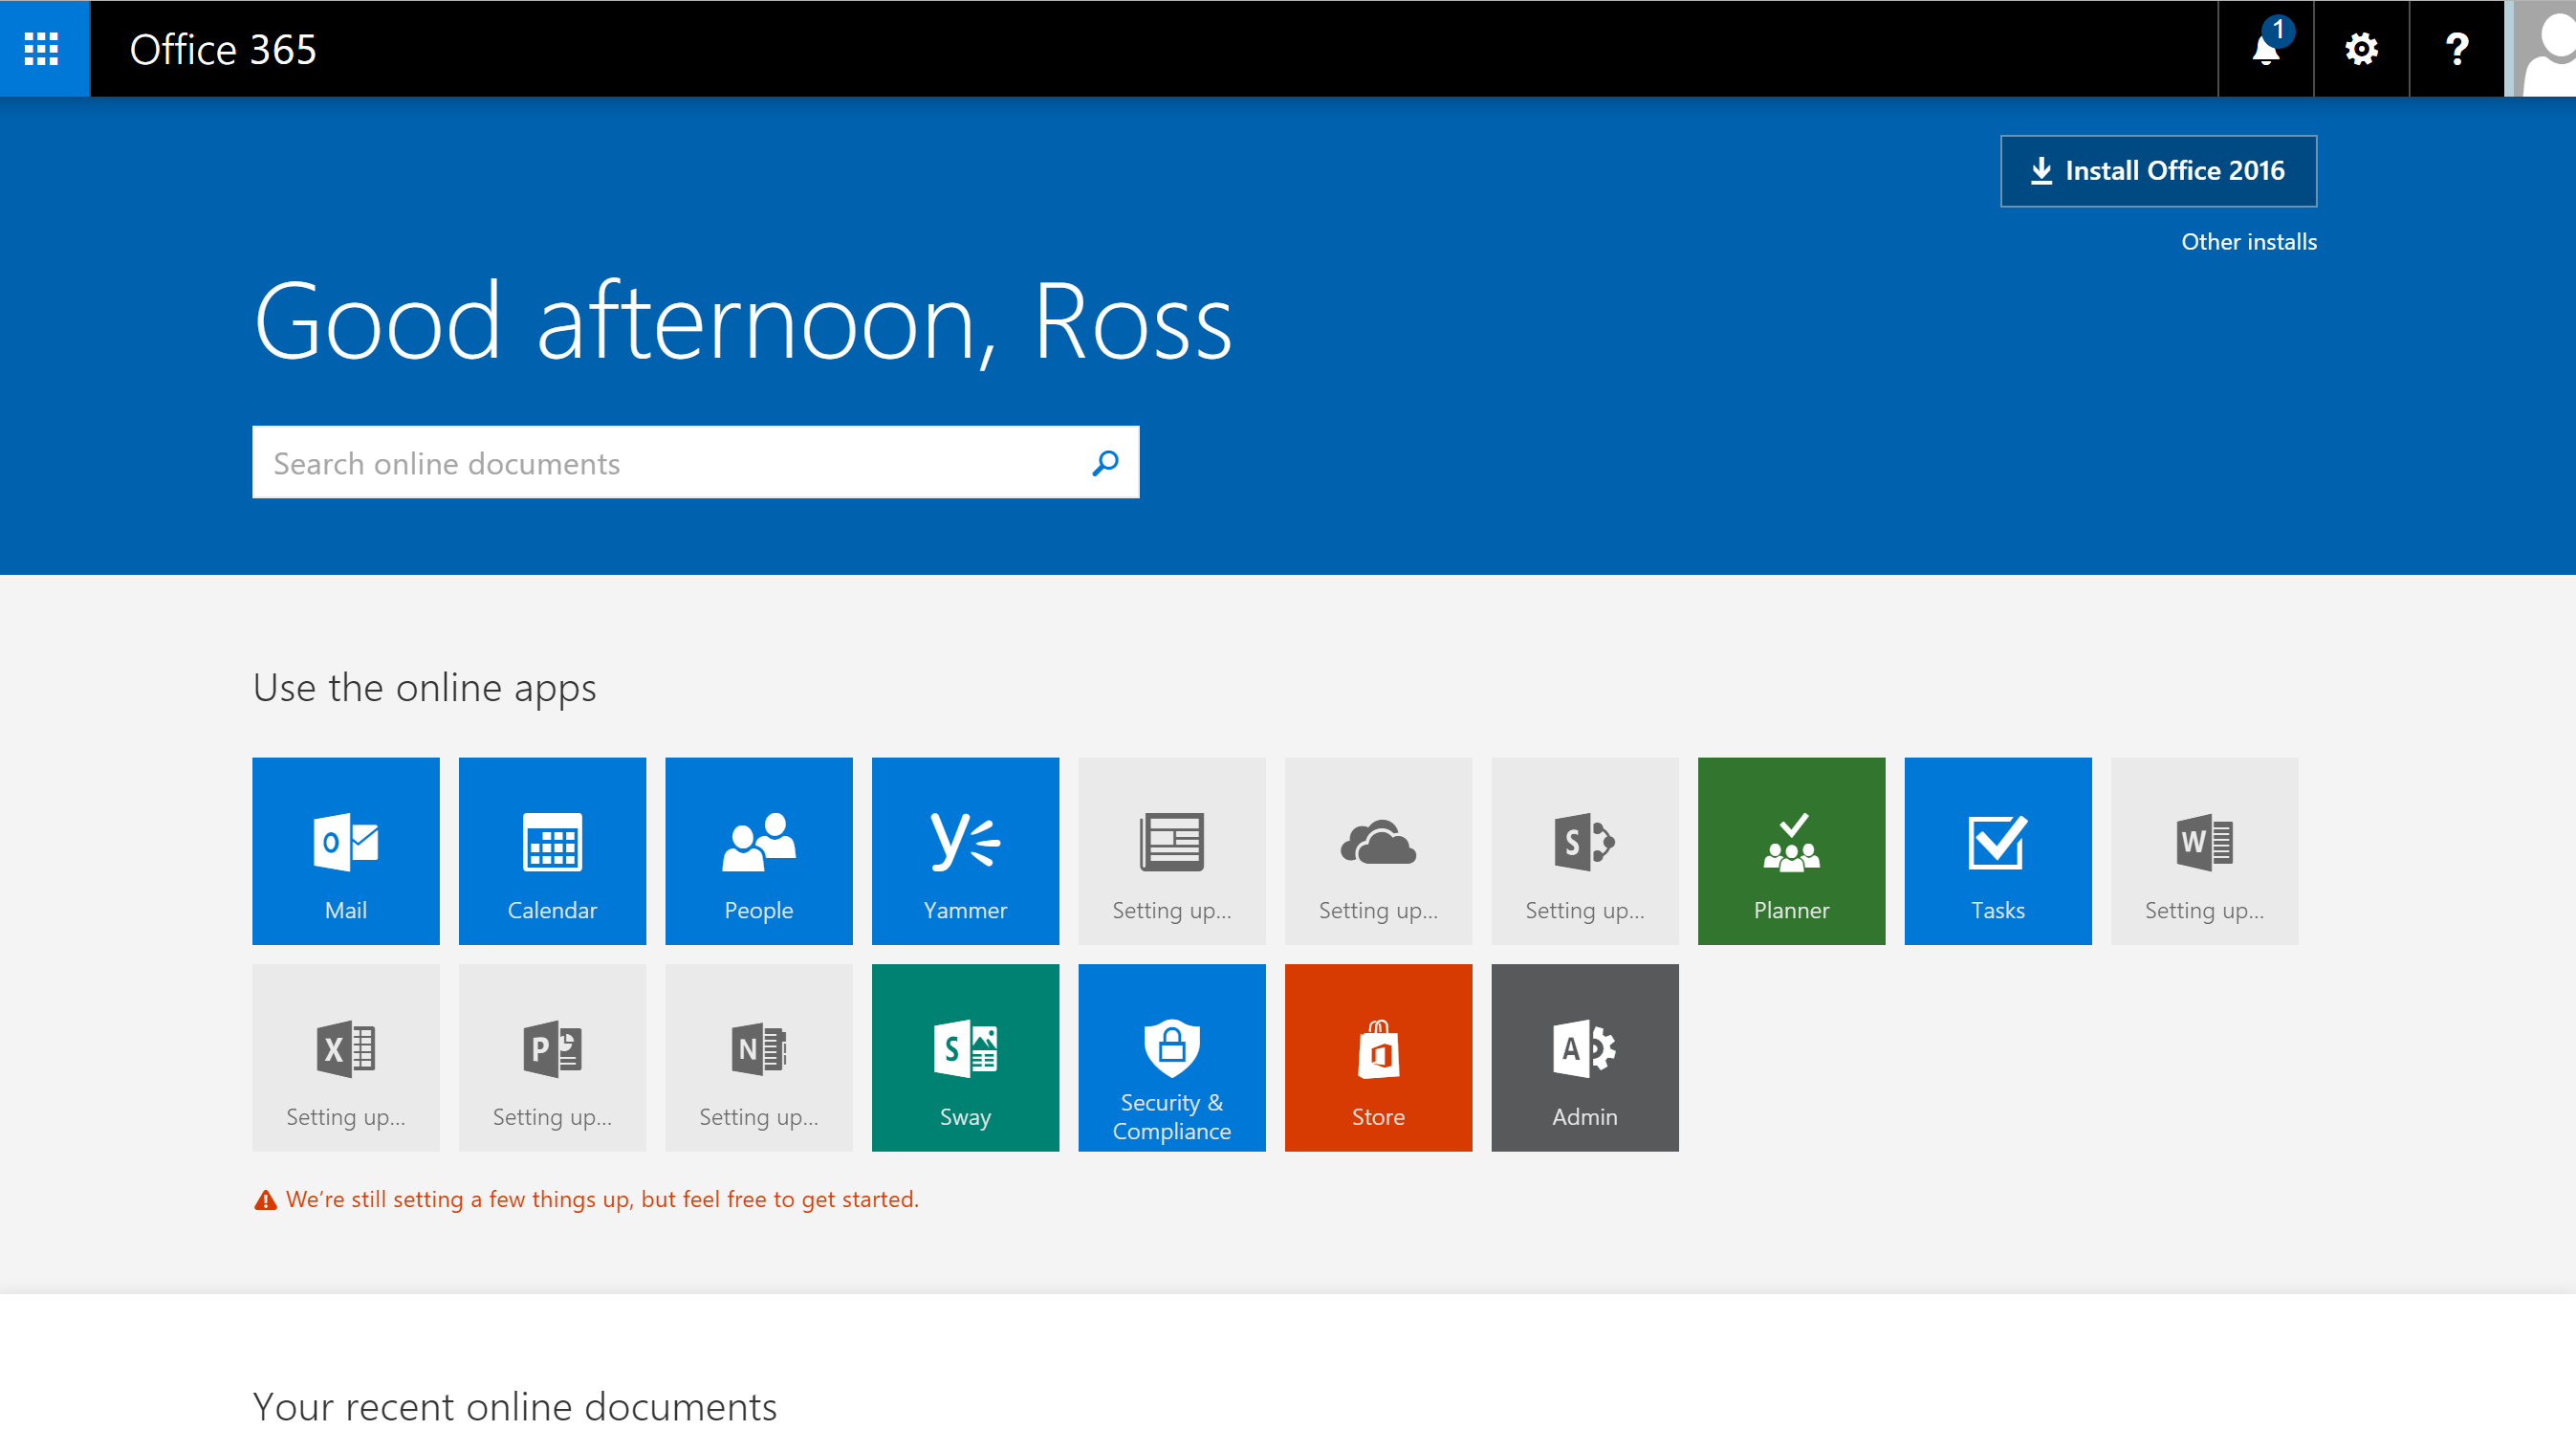 Office 365
1
?
Install Office 2016
Other installs
Good afternoon, Ross
Search online documents
Use the online apps
Mail
Calendar
People
Yammer
Setting up...
Setting up...
S
Setting up...
Planner
Tasks
W
Setting up...
X
Setting up...
P
Setting up...
N
Setting up...
S
Sway
Security &
Compliance
Store
A
Admin
We're still setting a few things up, but feel free to get started.
Your recent online documents